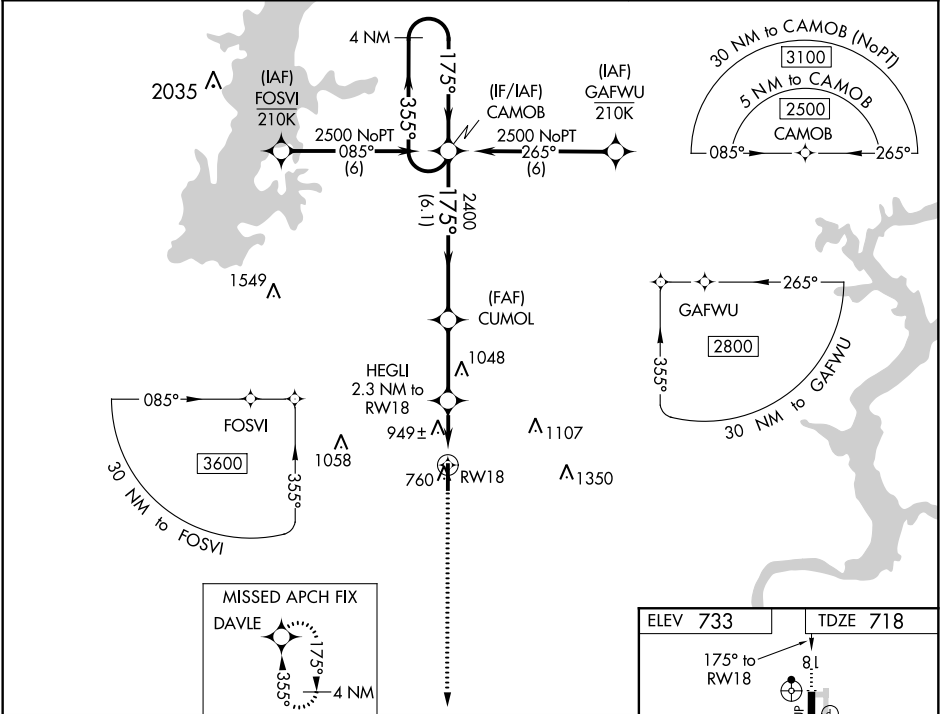 4 NM
175°
355°
2035
(IAF)
FOSVI
210K
(IF/IAF)
CAMOB
(IAF)
GAFWU
210K
2500 NoPT
085°
(6)
2500 NoPT
265°
(6)
30 NM to CAMOB (NoPT)
3100
5 NM to CAMOB
2500
CAMOB
085°
265°
2400
175°
(6.1)
1549
(FAF)
CUMOL
265°
GAFWU
2800
355°
30 NM to GAFWU
1048
HEGLI
2.3 NM to
RW18
949±
1107
1350
760
RW18
085°
FOSVI
3600
355°
30 NM to FOSVI
1058
MISSED APCH FIX
DAVLE
175°
355°
4 NM
ELEV 733
TDZE 718
175° to
RW18
18